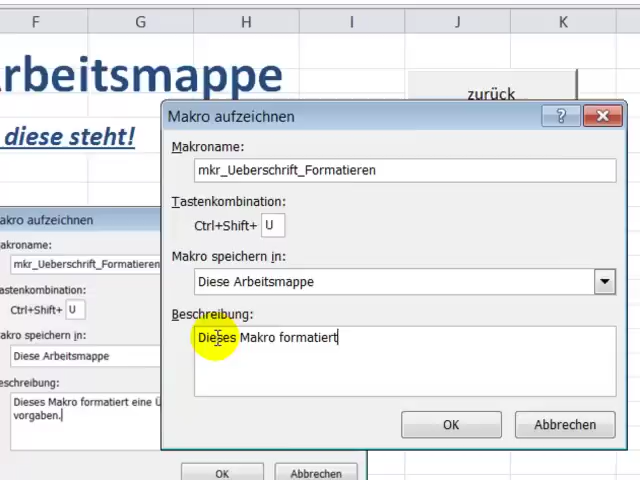 F G H I J K
Arbeitsmappe
zurück
diese steht!
Makro aufzeichnen
Makroname:
mkr_Ueberschrift_Formatieren
Tastenkombination:
Ctrl+Shift+ U
Makro speichern in:
Diese Arbeitsmappe
Beschreibung:
Dieses Makro formatiert
OK Abbrechen
akro aufzeichnen
akroname:
mkr_Ueberschrift_Formatieren
astenkombination:
Ctrl+Shift+ U
akro speichern in:
Diese Arbeitsmappe
eschreibung:
Dieses Makro formatiert eine Ü
vorgaben.
OK Abbrechen